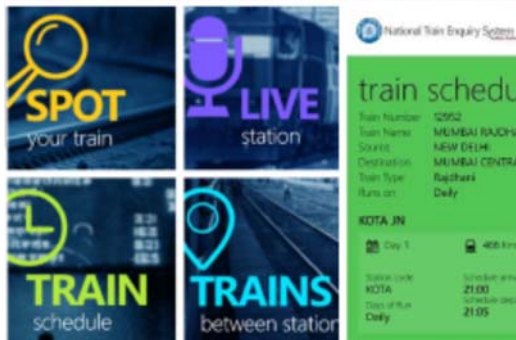 SPOT
your train
LIVE
station
TRAIN
schedule
TRAINS
between station
National Train Enquiry System
train schedu
Train Number 12952
Train Name MUMBAI RAJDHA
Source NEW DELHI
Destination MUMBAI CENTRA
Train Type Rajdhani
Runs on Daily
KOTA JN
Day 1
Station code
KOTA
21:00
Days of Run
Daily
21:05